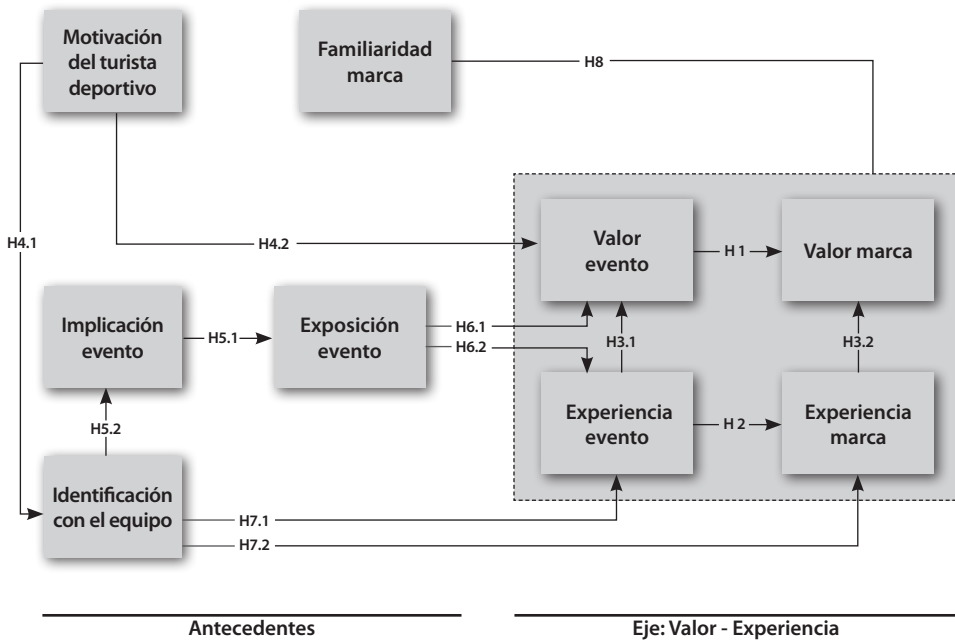 Motivación
del turista
deportivo
Familiaridad
marca
H8
H4.1
H4.2
Valor
evento
H 1
Valor marca
Implicación
evento
H5.1
Exposición
evento
H6.1
H6.2
H3.1
H3.2
Experiencia
evento
H 2
Experiencia
marca
H5.2
Identificación
con el equipo
H7.1
H7.2
Antecedentes
Eje: Valor - Experiencia